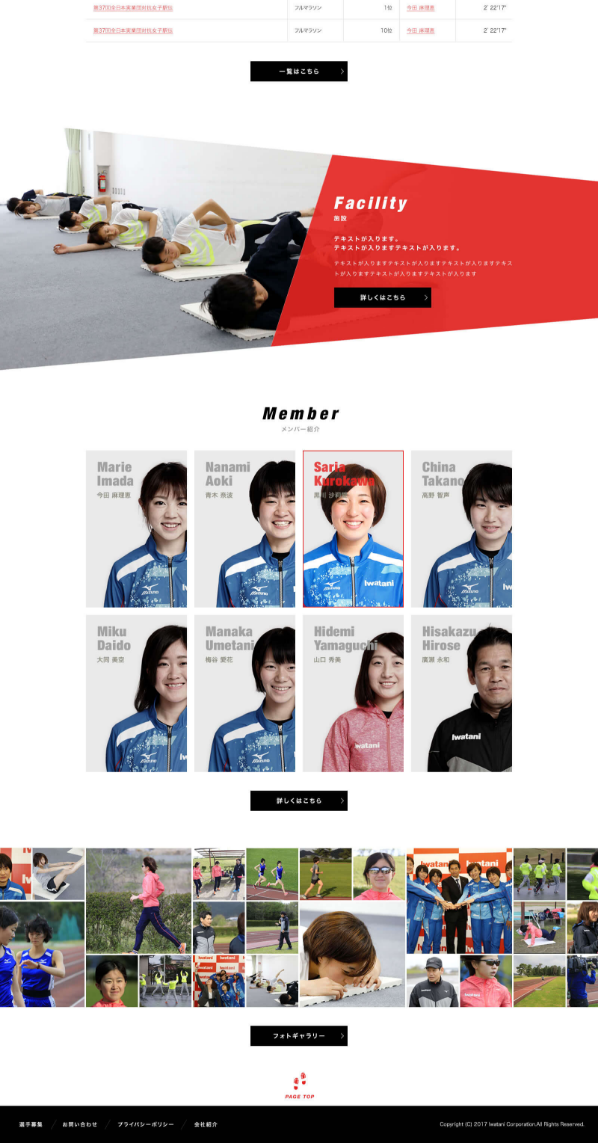 第37回全日本実業団対抗女子駅伝 フルマラソン 1位 今田 麻理恵 2° 22'17"
第37回全日本実業団対抗女子駅伝 フルマラソン 10位 今田 麻理恵 2° 22'17"
一覧はこちら
Facility
施設
テキストが入ります。
テキストが入りますテキストが入ります。
テキストが入りますテキストが入りますテキストが入りますテキス
トが入りますテキストが入りますテキストが入ります
詳しくはこちら
Member
メンバー紹介
Marie
Imada
今田 麻理恵
Nanami
Aoki
青木 奈波
Saria
Kurokawa
黒川 沙
China
Takano
高野 智声
Iwatani
Iwatani
Miku
Daido
大同 美空
Manaka
Umetani
梅谷 愛花
Hidemi
Yamaguchi
山口 秀美
Hisakazu
Hirose
廣瀬 永和
Iwatani
Iwatani
詳しくはこちら
Iwatani
Iwatani
フォトギャラリー
PAGE TOP
選手募集 / お問い合わせ / プライバシーポリシー / 会社紹介
Copyright (C) 2017 Iwatani Corporation.All Rights Reserved.